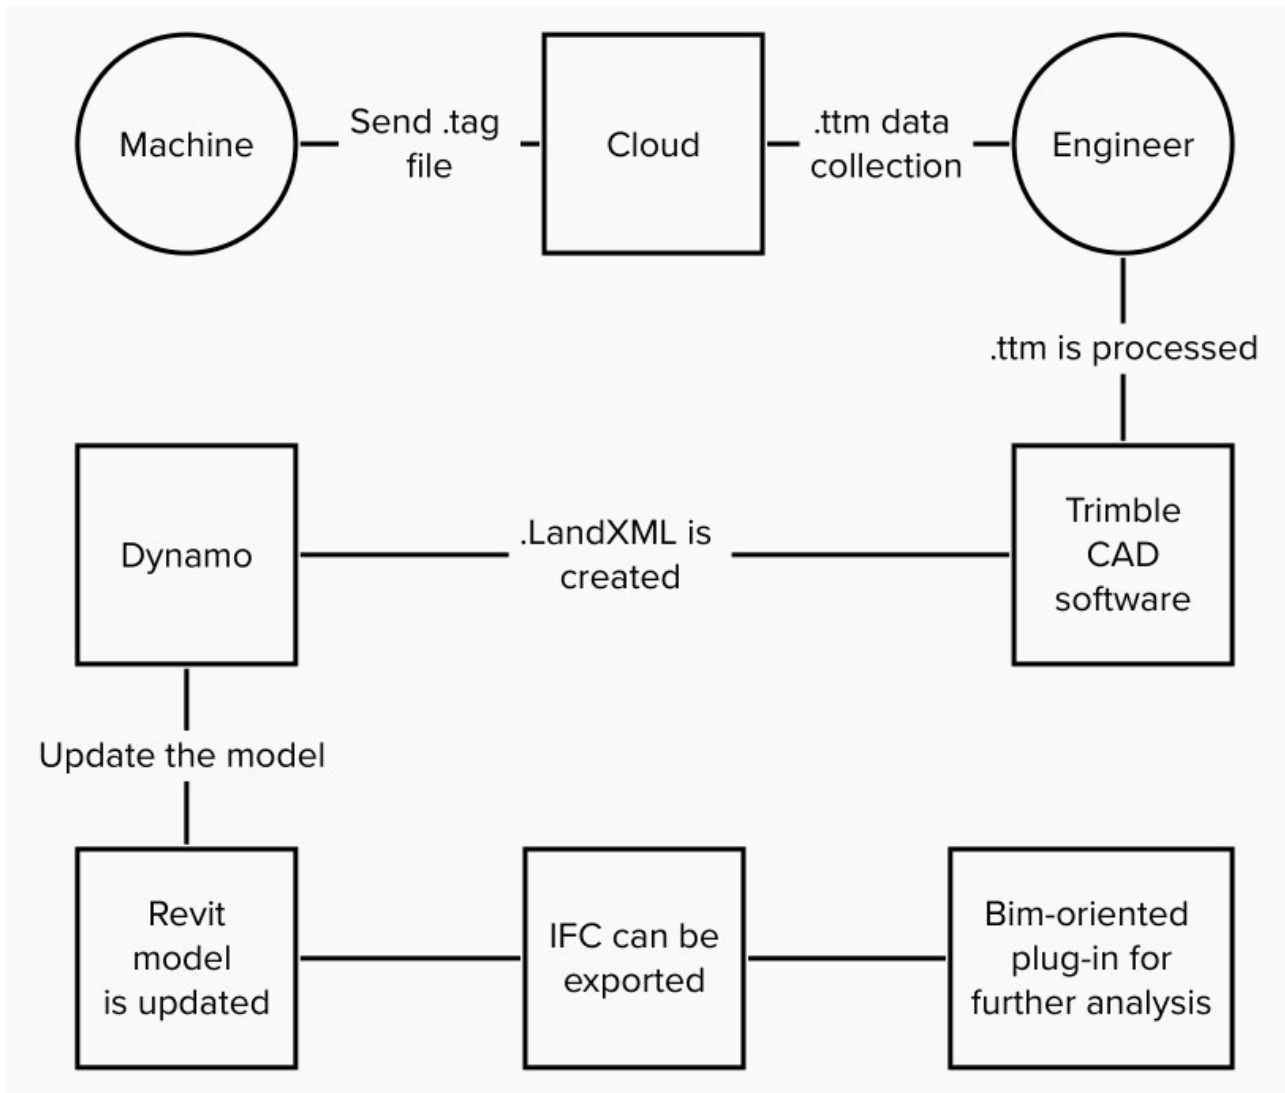 Machine
Send .tag
file
Cloud
.ttm data
collection
Engineer
.ttm is processed
Trimble
CAD
software
.LandXML is
created
Dynamo
Update the model
Revit
model
is updated
IFC can be
exported
Bim-oriented
plug-in for
further analysis